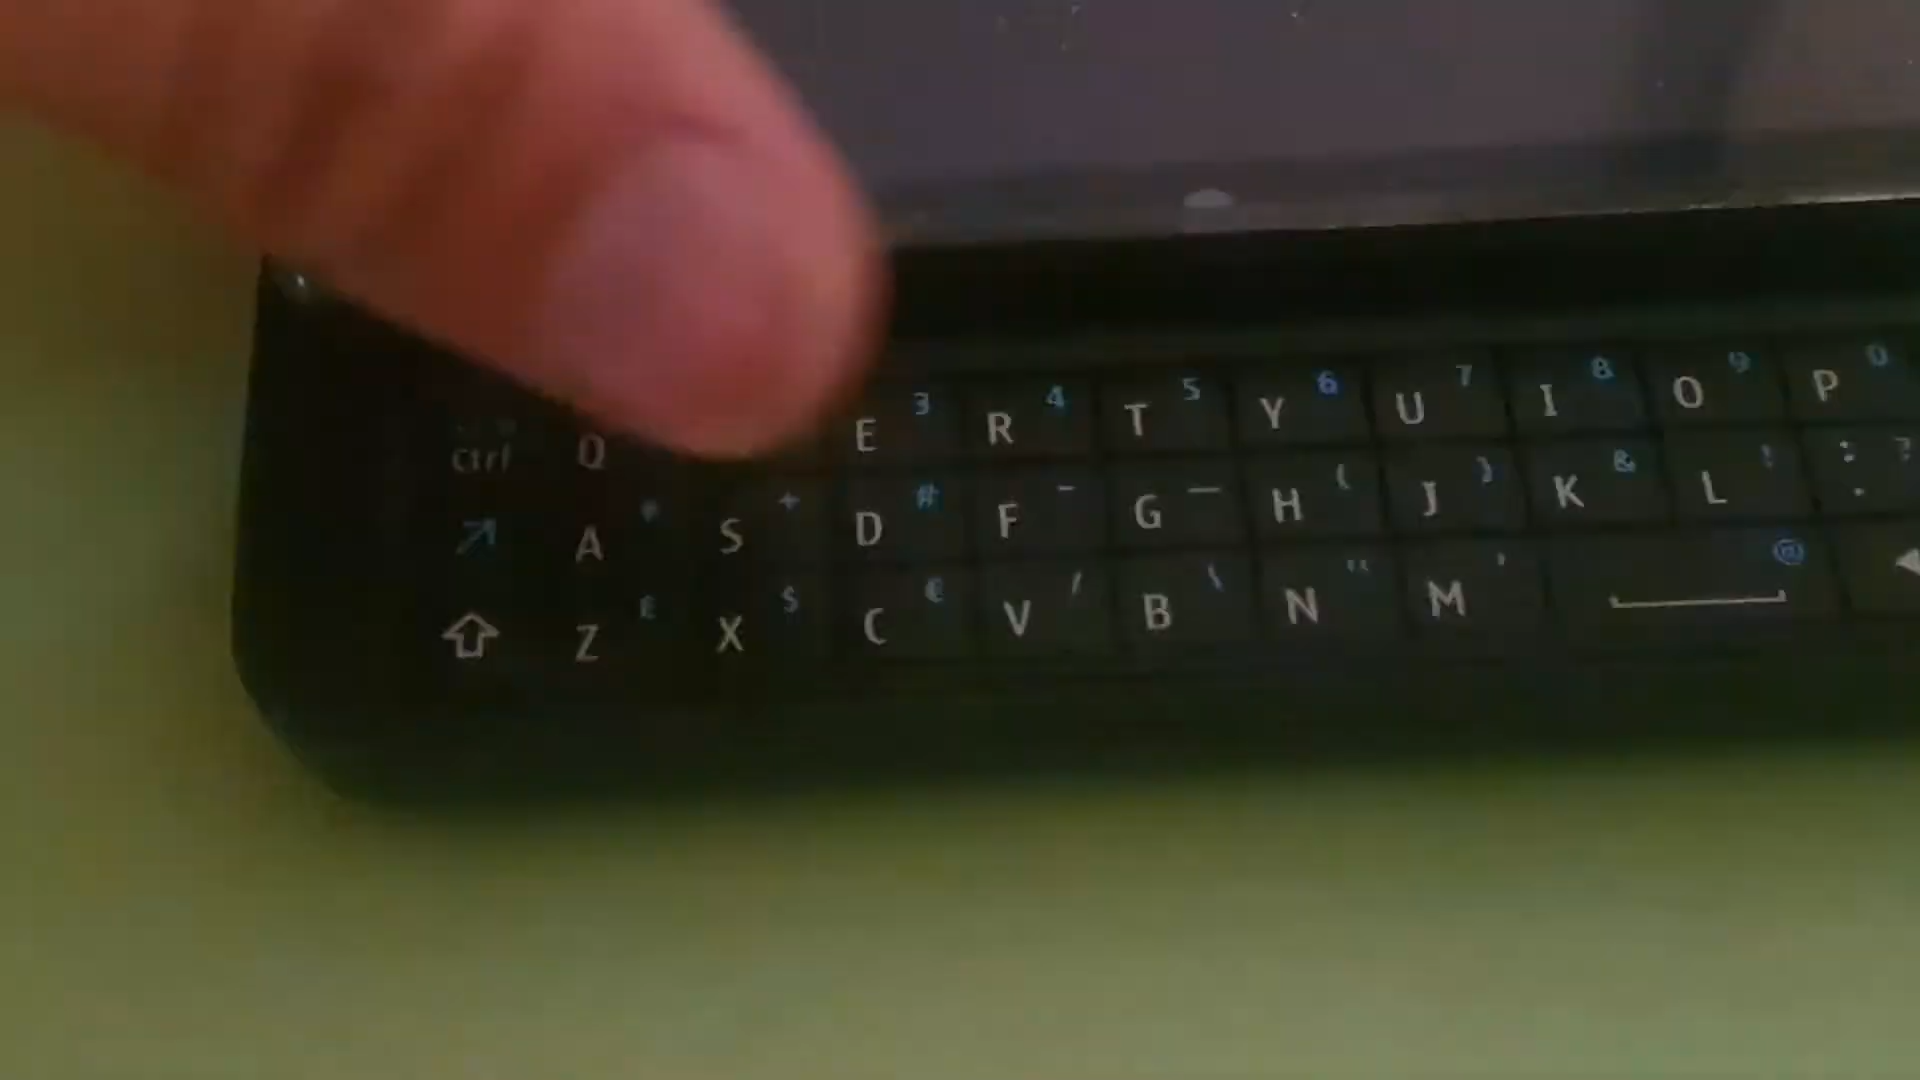 3 4 5 6 7 8 9 0
Ctrl Q E R T Y U I O P
+ # - — ( ) & ! : ?
A S D F G H J K L .
£ $ € / \ " ' @
Z X C V B N M